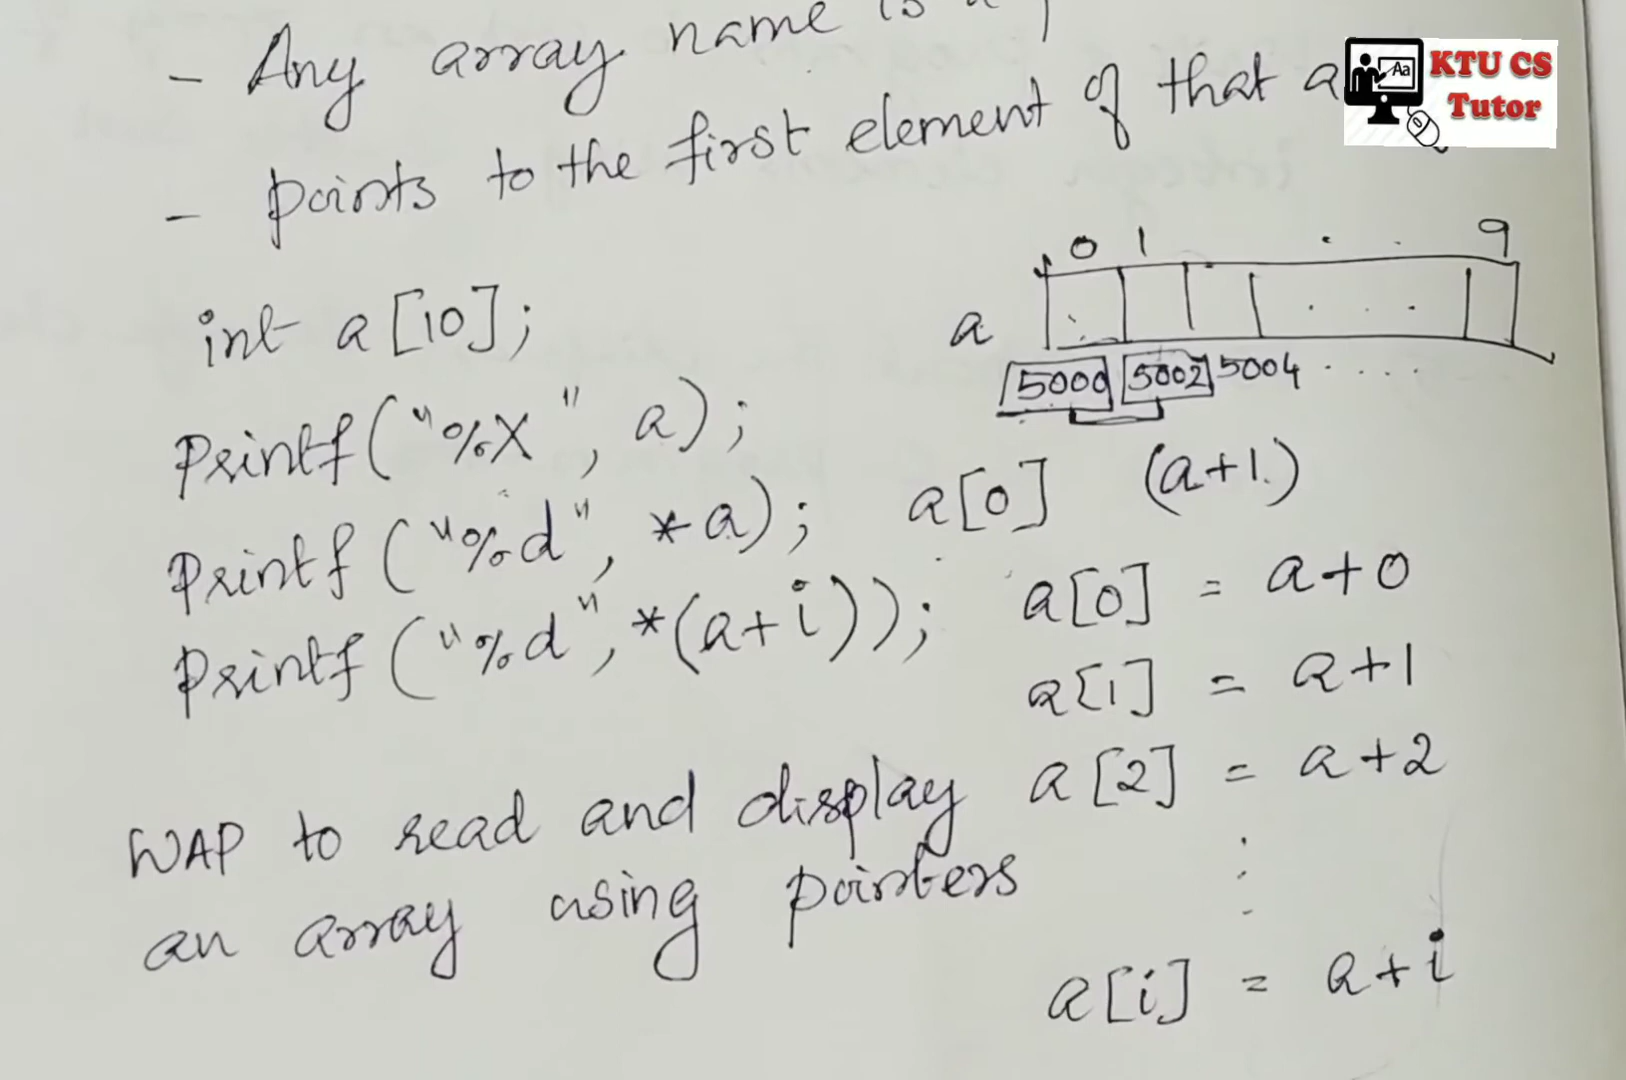 - Any array name is a
- points to the first element of that a
KTU CS
Tutor
Aa
0 1 . . 9
int a[10];
a
5000 5002 5004 . . . .
printf("%X", a);
a[0] (a+1)
printf("%d", *a);
a[0] = a+0
printf("%d", *(a+i));
a[1] = a+1
a[2] = a+2
WAP to read and display
an array using pointers
a[i] = a+i